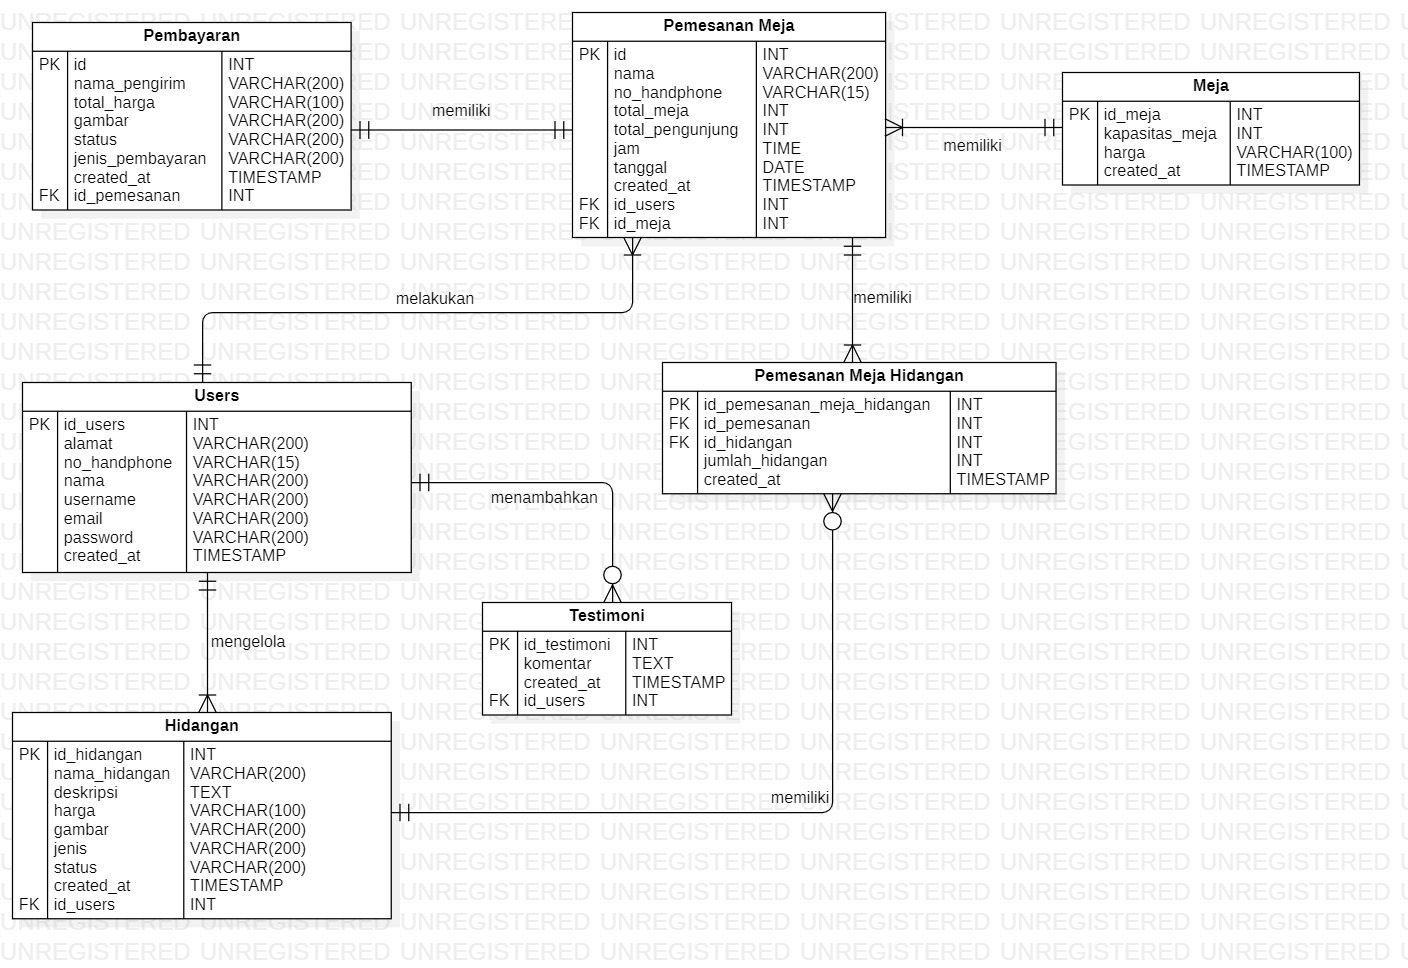 Pembayaran
PK id INT
nama_pengirim VARCHAR(200)
total_harga VARCHAR(100)
gambar VARCHAR(200)
status VARCHAR(200)
jenis_pembayaran VARCHAR(200)
created_at TIMESTAMP
FK id_pemesanan INT
memiliki
Pemesanan Meja
PK id INT
nama VARCHAR(200)
no_handphone VARCHAR(15)
total_meja INT
total_pengunjung INT
jam TIME
tanggal DATE
created_at TIMESTAMP
FK id_users INT
FK id_meja INT
memiliki
Meja
PK id_meja INT
kapasitas_meja INT
harga VARCHAR(100)
created_at TIMESTAMP
melakukan
memiliki
Users
PK id_users INT
alamat VARCHAR(200)
no_handphone VARCHAR(15)
nama VARCHAR(200)
username VARCHAR(200)
email VARCHAR(200)
password VARCHAR(200)
created_at TIMESTAMP
menambahkan
Pemesanan Meja Hidangan
PK id_pemesanan_meja_hidangan INT
FK id_pemesanan INT
FK id_hidangan INT
jumlah_hidangan INT
created_at TIMESTAMP
mengelola
Testimoni
PK id_testimoni INT
komentar TEXT
created_at TIMESTAMP
FK id_users INT
Hidangan
PK id_hidangan INT
nama_hidangan VARCHAR(200)
deskripsi TEXT
harga VARCHAR(100)
gambar VARCHAR(200)
jenis VARCHAR(200)
status VARCHAR(200)
created_at TIMESTAMP
FK id_users INT
memiliki
UNREGISTERED